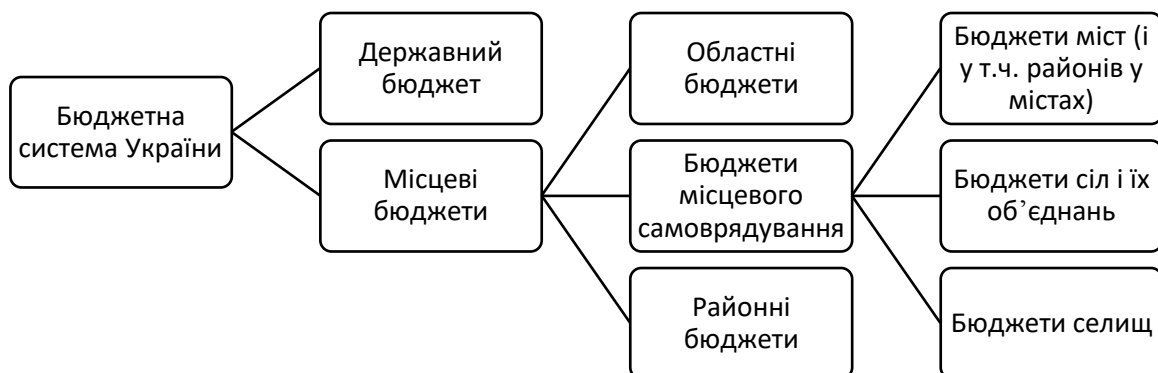 Бюджетна
система України
Державний
бюджет
Місцеві
бюджети
Обласні
бюджети
Бюджети
місцевого
самоврядування
Районні
бюджети
Бюджети міст (і
у т.ч. районів у
містах)
Бюджети сіл і їх
об’єднань
Бюджети селищ